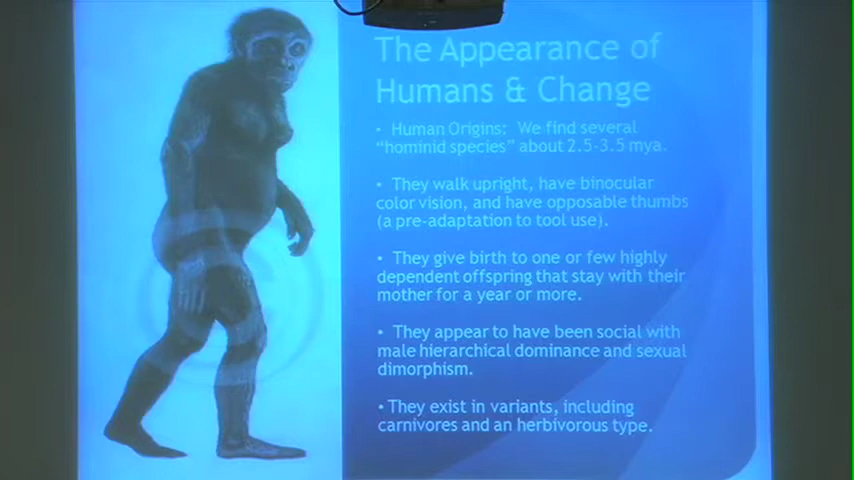 The Appearance of
Humans & Change
• Human Origins: We find several
“hominid species” about 2.5-3.5 mya.
• They walk upright, have binocular
color vision, and have opposable thumbs
(a pre-adaptation to tool use).
• They give birth to one or few highly
dependent offspring that stay with their
mother for a year or more.
• They appear to have been social with
male hierarchical dominance and sexual
dimorphism.
• They exist in variants, including
carnivores and an herbivorous type.